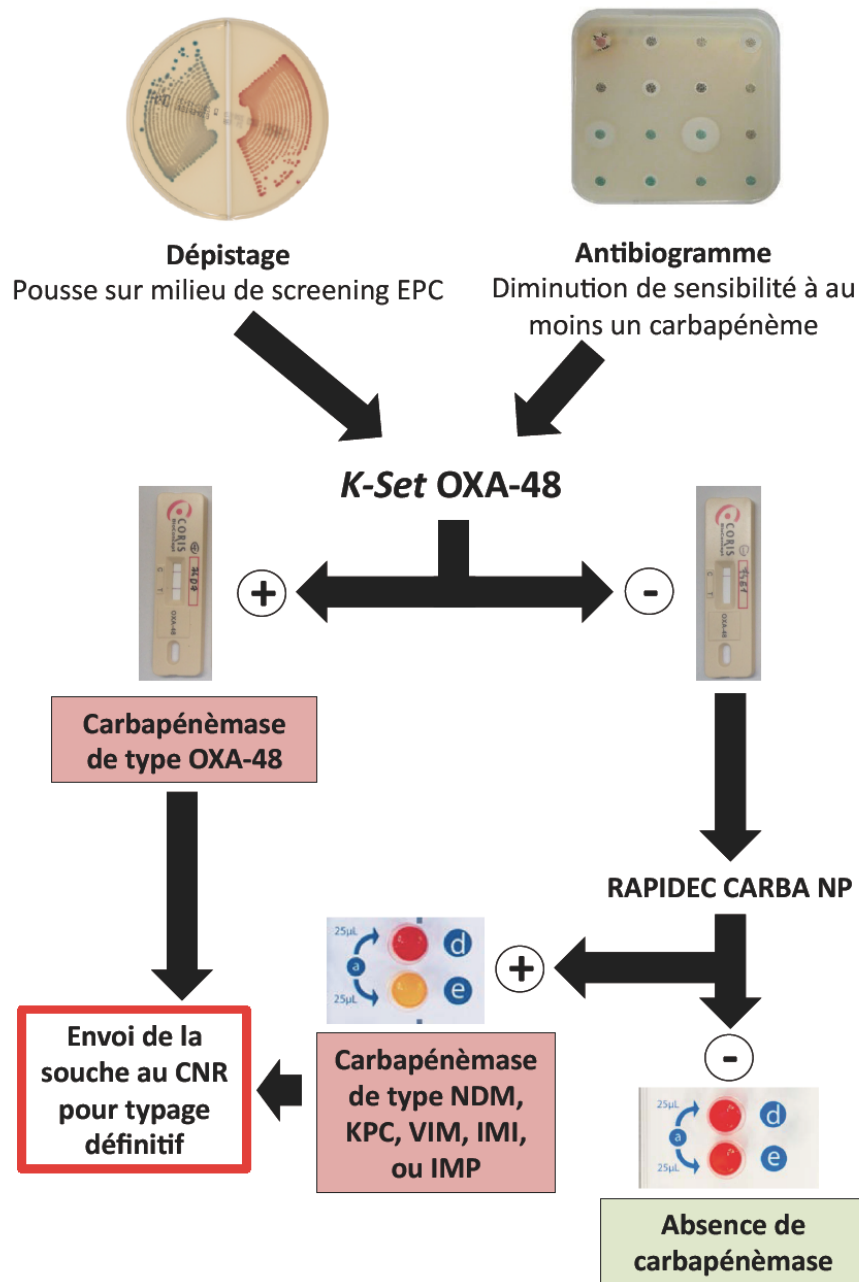 Dépistage
Pousse sur milieu de screening EPC
Antibiogramme
Diminution de sensibilité à au
moins un carbapénème
K-Set OXA-48
CORIS
BioConcept
C T
OXA-48
+
-
CORIS
BioConcept
C T
OXA-48
Carbapénèmase
de type OXA-48
RAPIDEC CARBA NP
25µL
d
a
e
25µL
+
-
Envoi de la
souche au CNR
pour typage
définitif
Carbapénèmase
de type NDM,
KPC, VIM, IMI,
ou IMP
25µL
d
a
e
25µL
Absence de
carbapénèmase